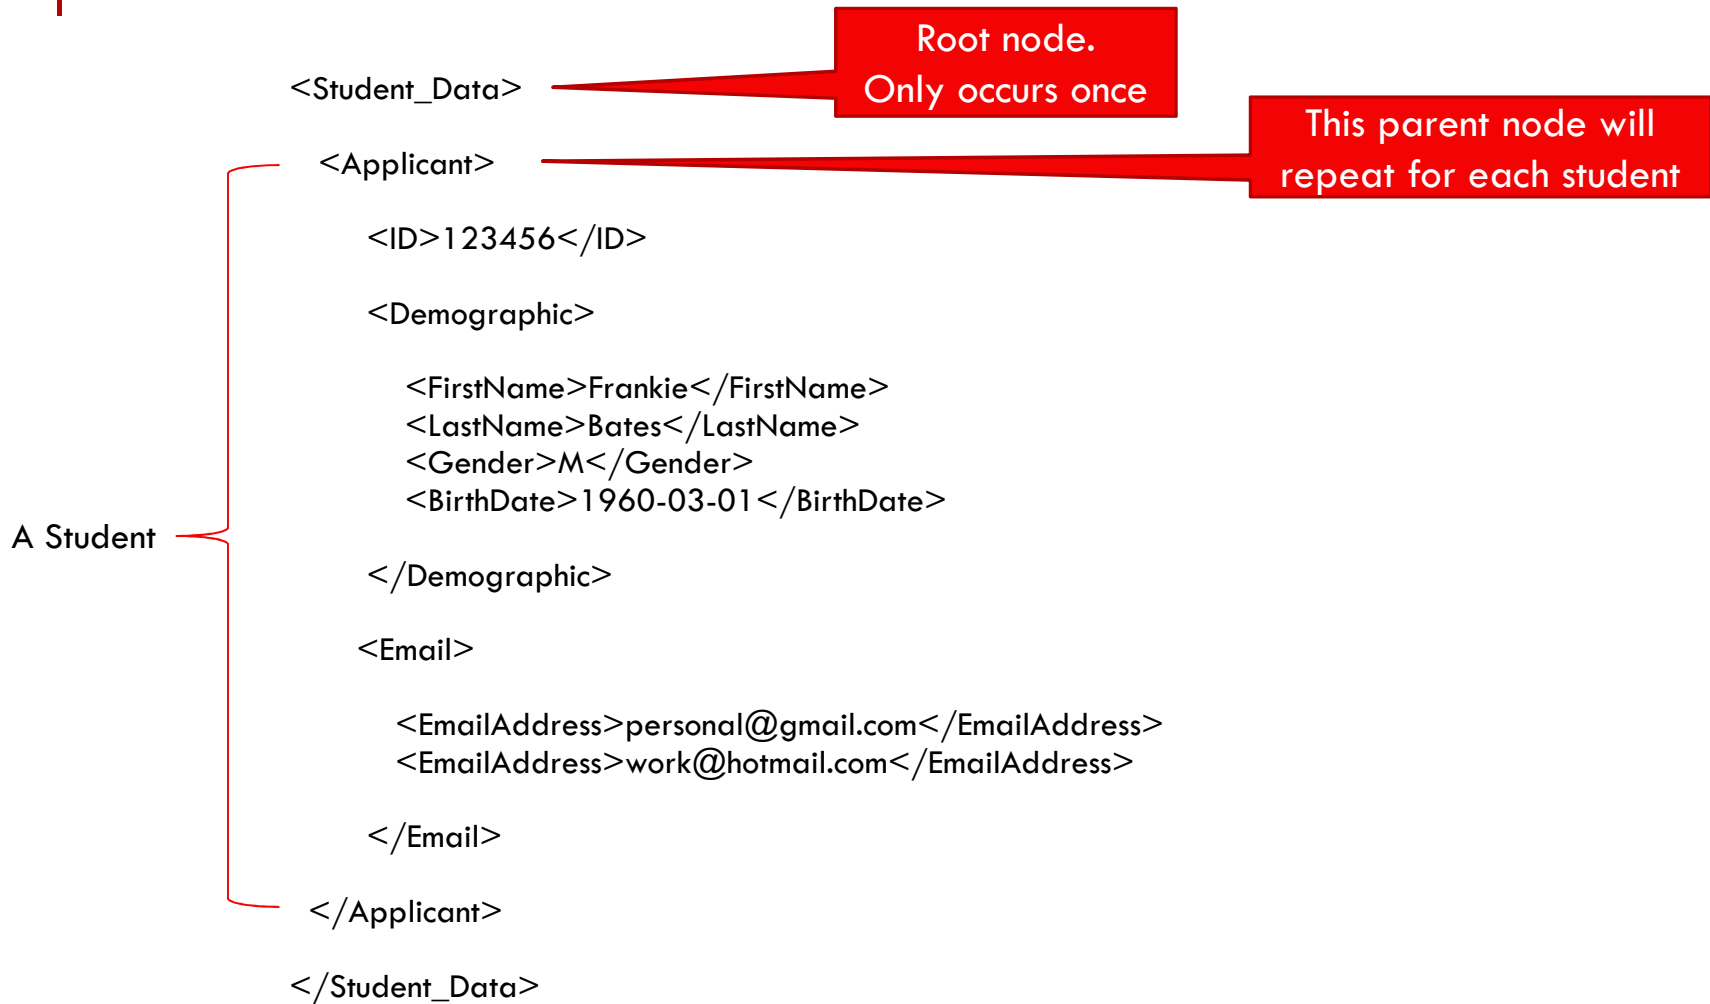 Root node.
Only occurs once
<Student_Data>
This parent node will
repeat for each student
<Applicant>
<ID>123456</ID>
<Demographic>
<FirstName>Frankie</FirstName>
<LastName>Bates</LastName>
<Gender>M</Gender>
<BirthDate>1960-03-01</BirthDate>
A Student
</Demographic>
<Email>
<EmailAddress>personal@gmail.com</EmailAddress>
<EmailAddress>work@hotmail.com</EmailAddress>
</Email>
</Applicant>
</Student_Data>